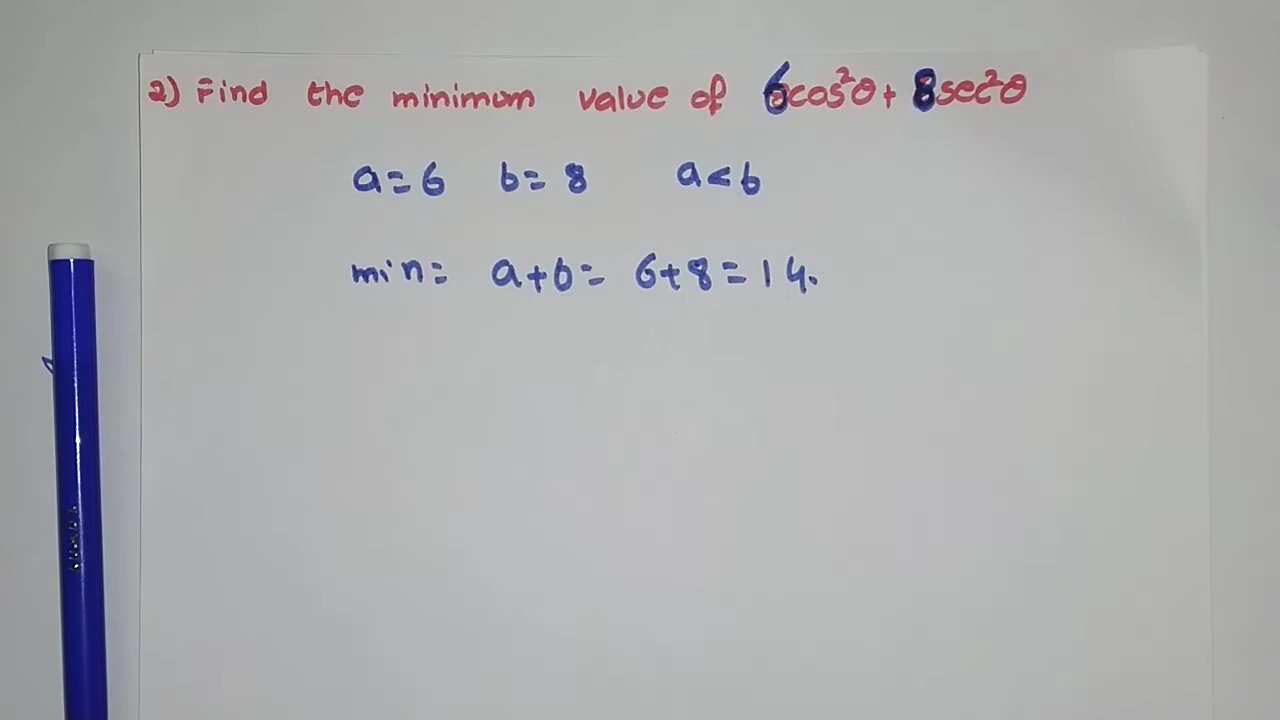 2) Find the minimum value of 6cos²θ + 8sec²θ
a = 6 b = 8 a < b
min = a + b = 6 + 8 = 14.